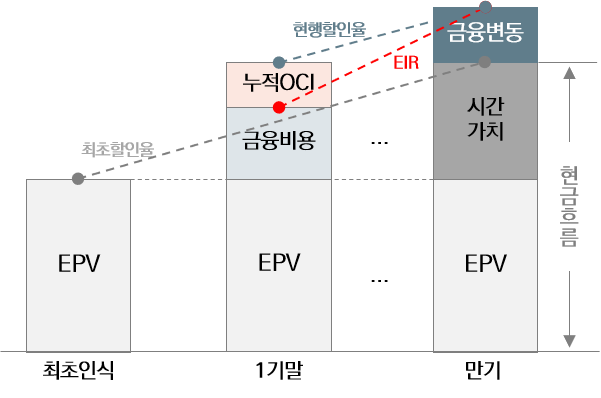 현행할인율
금융변동
누적OCI
EIR
시간
가치
최초할인율
금융비용
...
현금흐름
EPV
EPV
...
EPV
최초인식
1기말
만기